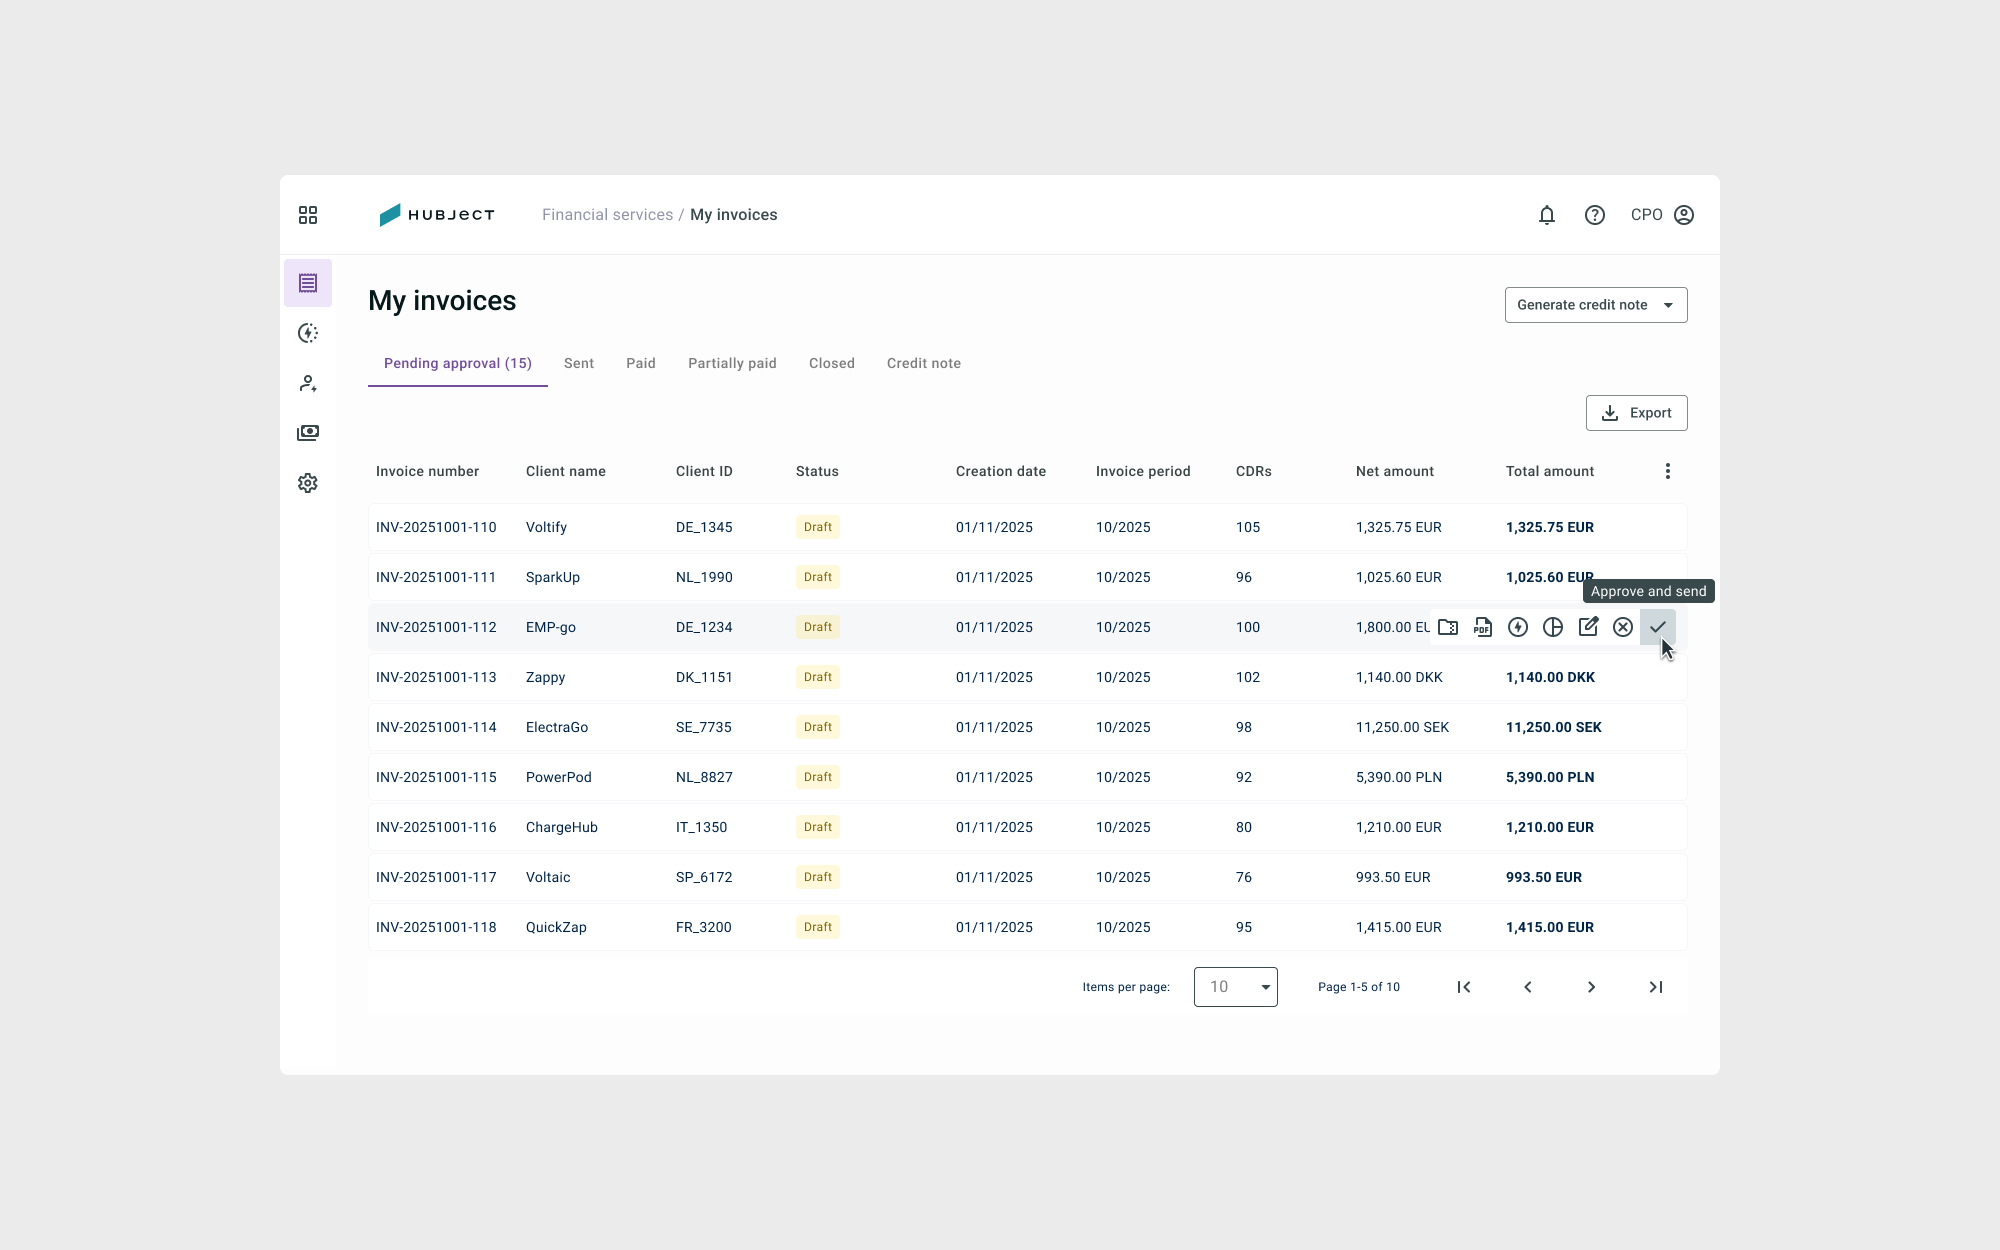 HUBJECT
Financial services / My invoices
CPO
My invoices
Generate credit note
Pending approval (15) Sent Paid Partially paid Closed Credit note
Export
Invoice number Client name Client ID Status Creation date Invoice period CDRs Net amount Total amount
INV-20251001-110 Voltify DE_1345 Draft 01/11/2025 10/2025 105 1,325.75 EUR 1,325.75 EUR
INV-20251001-111 SparkUp NL_1990 Draft 01/11/2025 10/2025 96 1,025.60 EUR 1,025.60 EUR
Approve and send
INV-20251001-112 EMP-go DE_1234 Draft 01/11/2025 10/2025 100 1,800.00 EU PDF
INV-20251001-113 Zappy DK_1151 Draft 01/11/2025 10/2025 102 1,140.00 DKK 1,140.00 DKK
INV-20251001-114 ElectraGo SE_7735 Draft 01/11/2025 10/2025 98 11,250.00 SEK 11,250.00 SEK
INV-20251001-115 PowerPod NL_8827 Draft 01/11/2025 10/2025 92 5,390.00 PLN 5,390.00 PLN
INV-20251001-116 ChargeHub IT_1350 Draft 01/11/2025 10/2025 80 1,210.00 EUR 1,210.00 EUR
INV-20251001-117 Voltaic SP_6172 Draft 01/11/2025 10/2025 76 993.50 EUR 993.50 EUR
INV-20251001-118 QuickZap FR_3200 Draft 01/11/2025 10/2025 95 1,415.00 EUR 1,415.00 EUR
Items per page: 10 Page 1-5 of 10